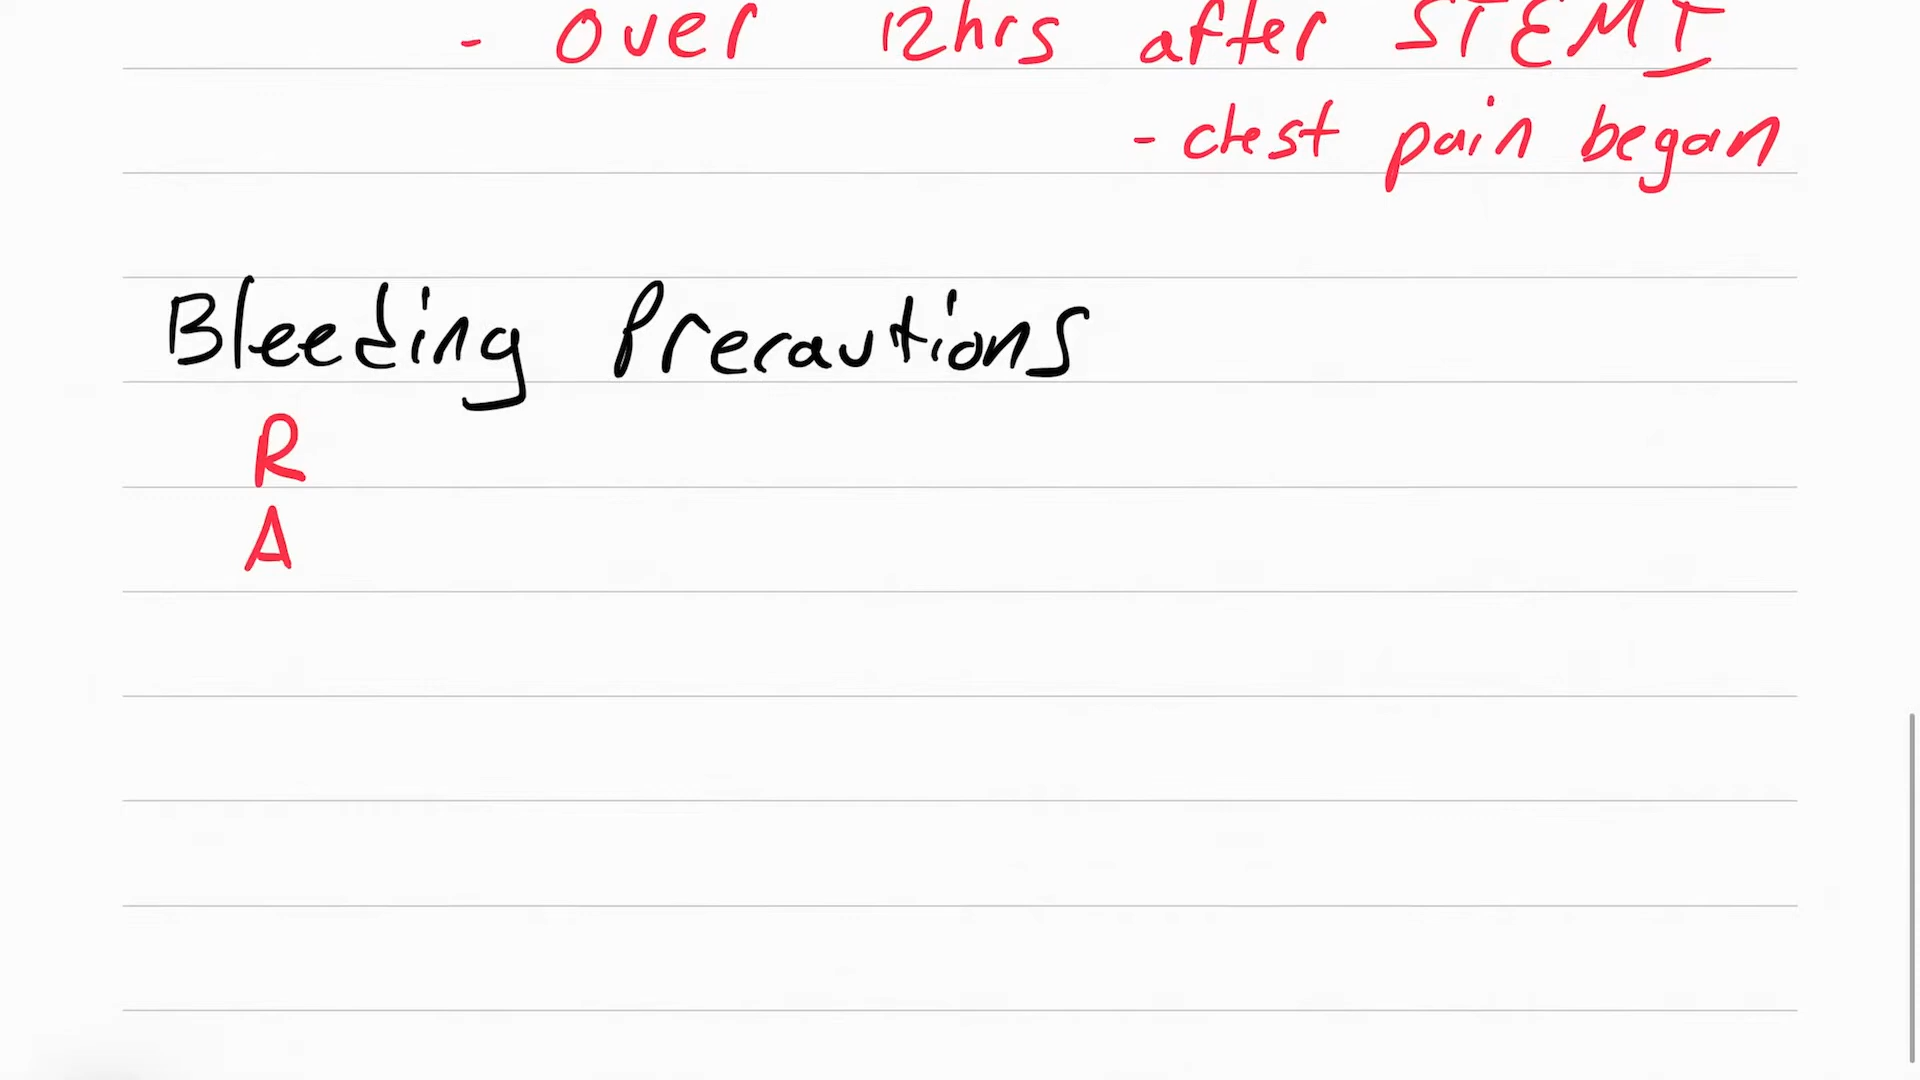 - over 12hrs after STEMI
- chest pain began
Bleeding Precautions
R
A